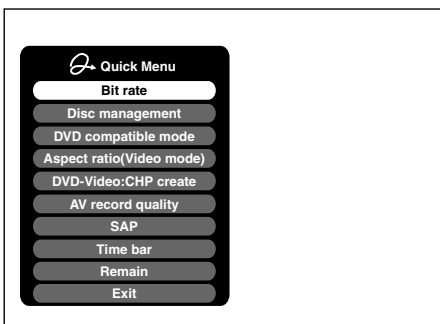 Quick Menu
Bit rate
Disc management
DVD compatible mode
Aspect ratio(Video mode)
DVD-Video:CHP create
AV record quality
SAP
Time bar
Remain
Exit